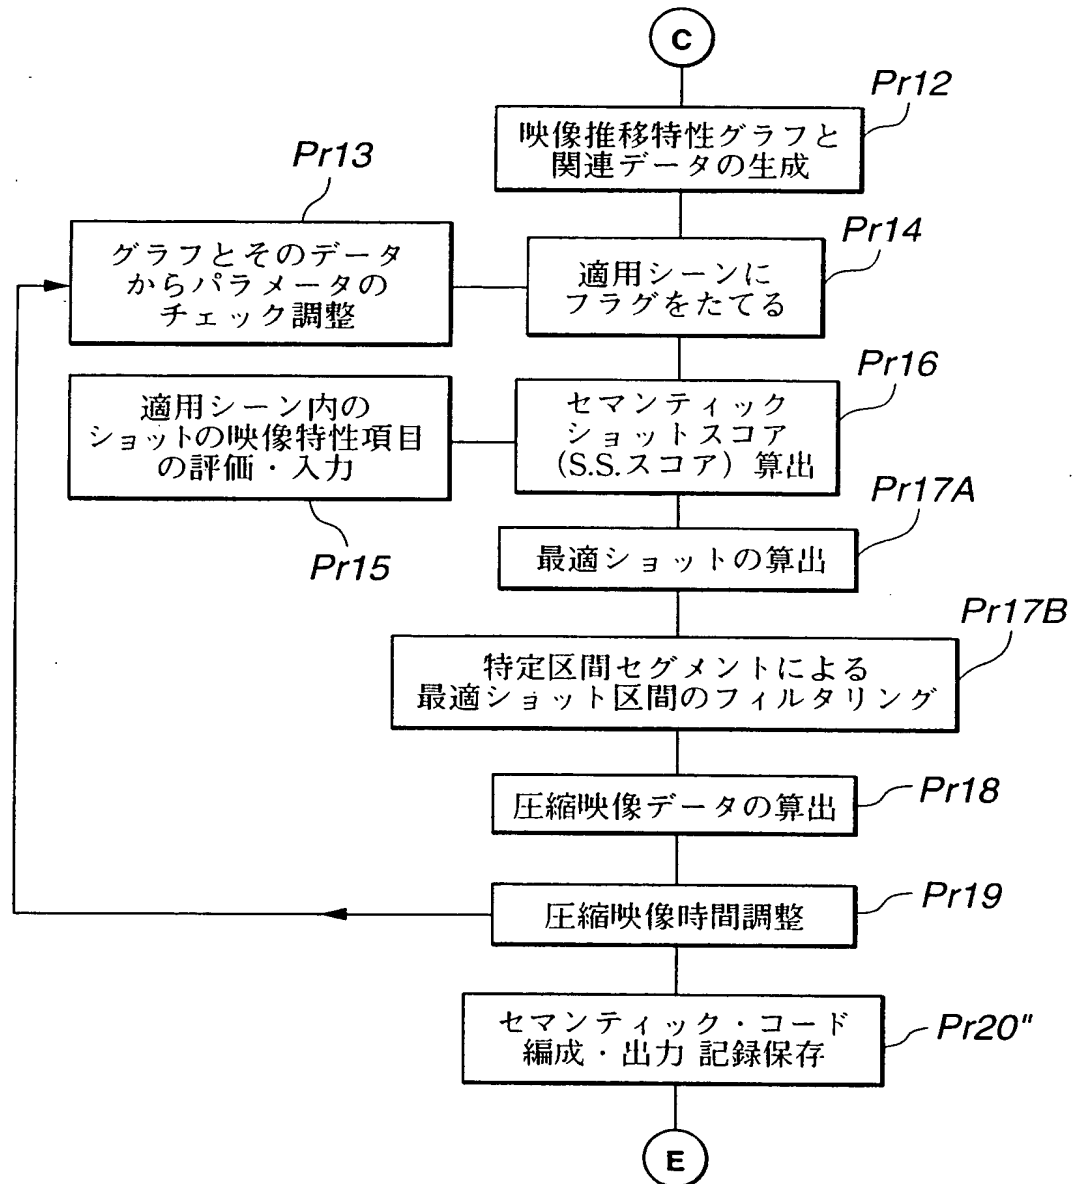 C
Pr12
映像推移特性グラフと
関連データの生成
Pr13
グラフとそのデータ
からパラメータの
チェック調整
Pr14
適用シーンに
フラグをたてる
Pr15
適用シーン内の
ショットの映像特性項目
の評価・入力
Pr16
セマンティック
ショットスコア
(S.S.スコア) 算出
Pr17A
最適ショットの算出
Pr17B
特定区間セグメントによる
最適ショット区間のフィルタリング
Pr18
圧縮映像データの算出
Pr19
圧縮映像時間調整
Pr20"
セマンティック・コード
編成・出力 記録保存
E